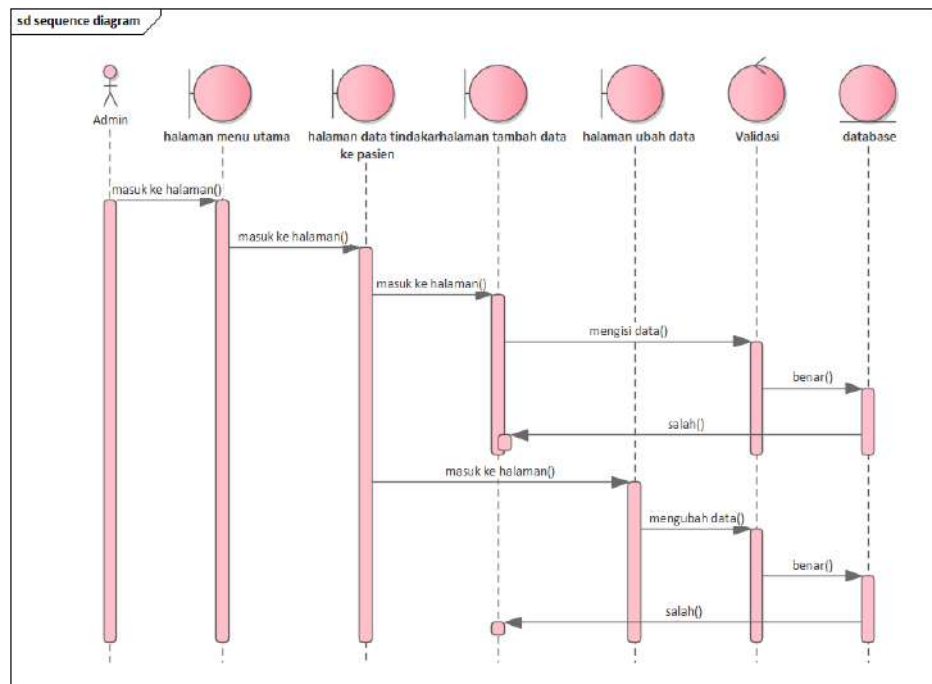 sd sequence diagram
Admin
halaman menu utama
halaman data tindakan
ke pasien
halaman tambah data
halaman ubah data
Validasi
database
masuk ke halaman()
masuk ke halaman()
masuk ke halaman()
mengisi data()
benar()
salah()
masuk ke halaman()
mengubah data()
benar()
salah()